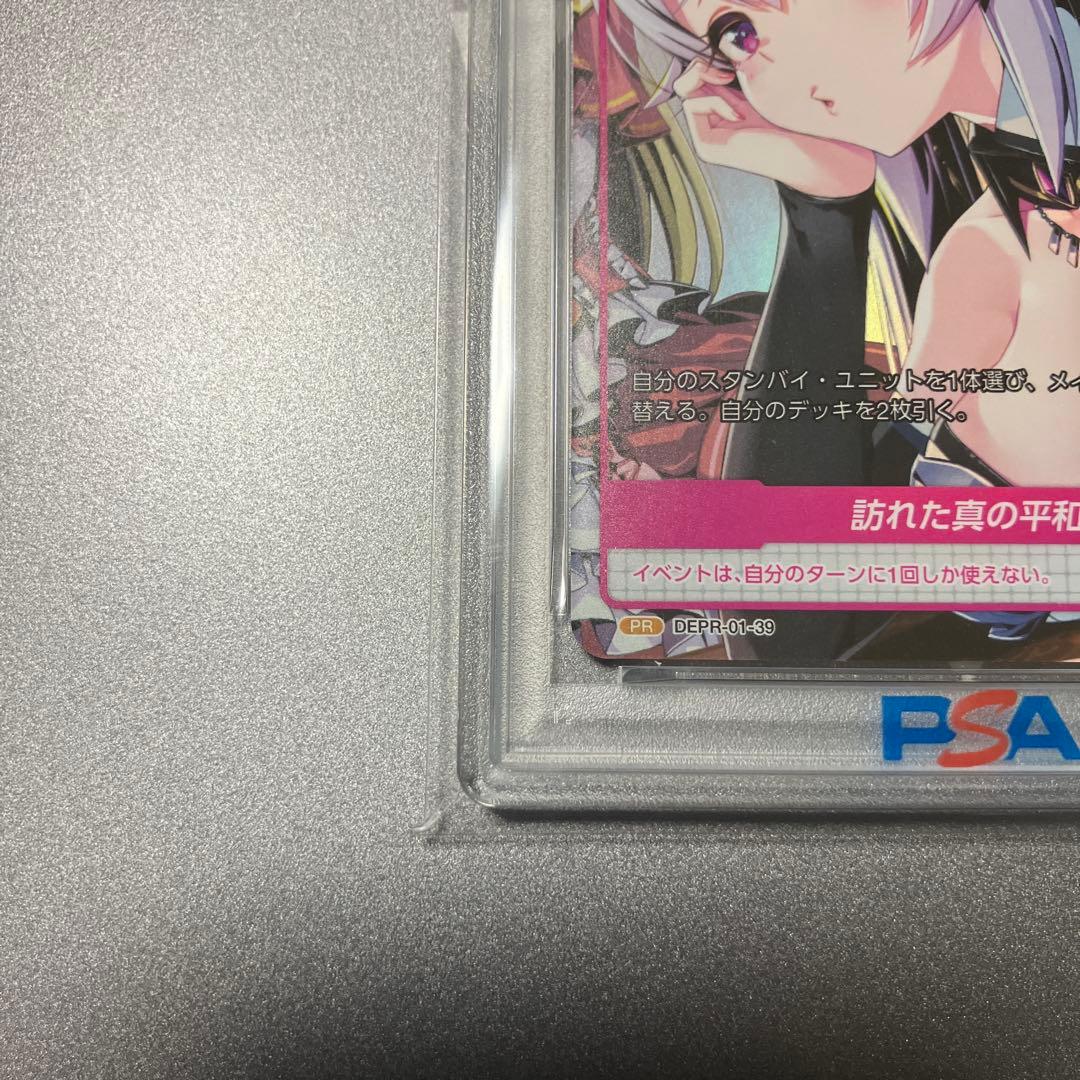 自分のスタンバイ・ユニットを1体選び、メイ
替える。自分のデッキを2枚引く。
訪れた真の平和
イベントは、自分のターンに1回しか使えない。
PR DEPR-01-39
PSA